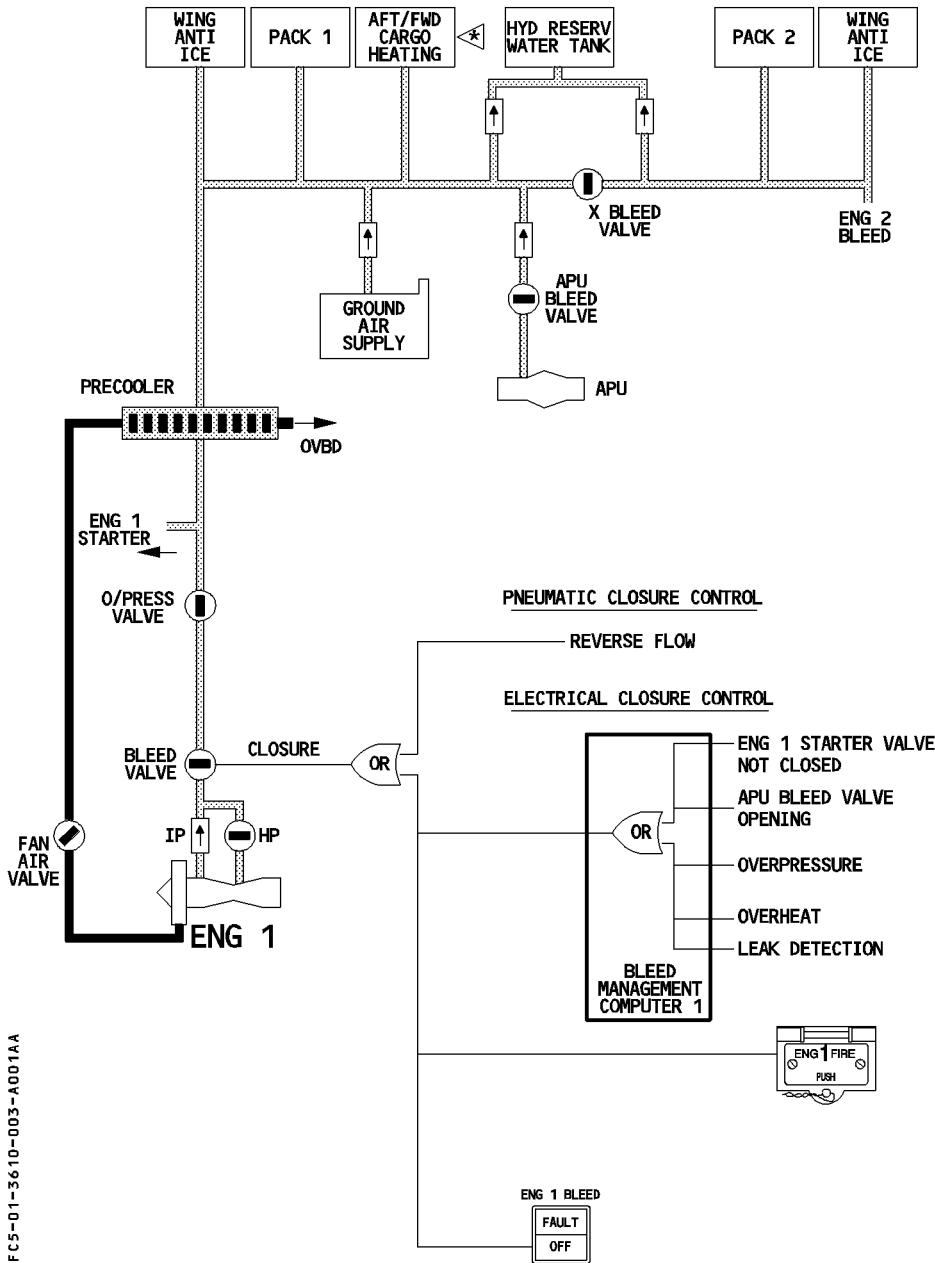 WING
ANTI
ICE
PACK 1
AFT/FWD
CARGO
HEATING
*
HYD RESERV
WATER TANK
PACK 2
WING
ANTI
ICE
X BLEED
VALVE
ENG 2
BLEED
GROUND
AIR
SUPPLY
APU
BLEED
VALVE
APU
PRECOOLER
OVBD
ENG 1
STARTER
O/PRESS
VALVE
PNEUMATIC CLOSURE CONTROL
REVERSE FLOW
ELECTRICAL CLOSURE CONTROL
BLEED
VALVE
CLOSURE
OR
ENG 1 STARTER VALVE
NOT CLOSED
APU BLEED VALVE
OPENING
OR
OVERPRESSURE
OVERHEAT
LEAK DETECTION
BLEED
MANAGEMENT
COMPUTER 1
FAN
AIR
VALVE
IP
HP
ENG 1
ENG 1 FIRE
PUSH
ENG 1 BLEED
FAULT
OFF
FC5-01-3610-003-A001AA